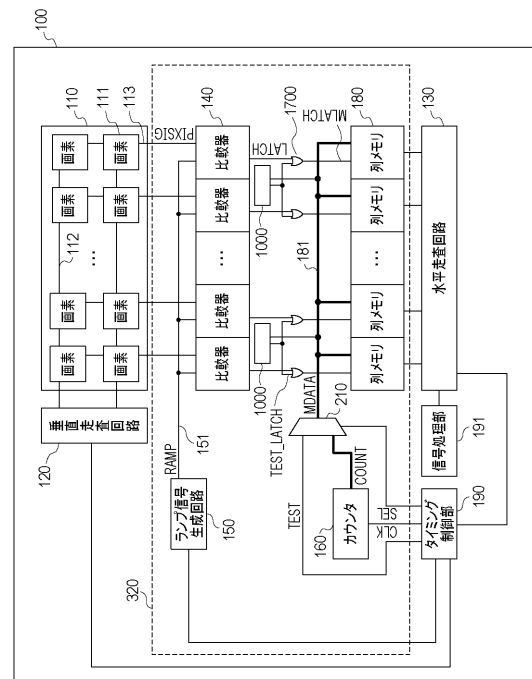 100
110
111
113
画素 画素 画素 画素
112
…
画素 画素 画素 画素
垂直走査回路
120
PIXSIG
140
RAMP
151
比較器 比較器 … 比較器 比較器
ランプ信号
生成回路
150
320
1000
1000
LATCH
1700
TEST_LATCH
MLATCH
181
MDATA
210
180
列メモリ 列メモリ … 列メモリ 列メモリ
TEST
COUNT
160
カウンタ
CLK
SEL
130
水平走査回路
信号処理部
191
タイミング
制御部
190